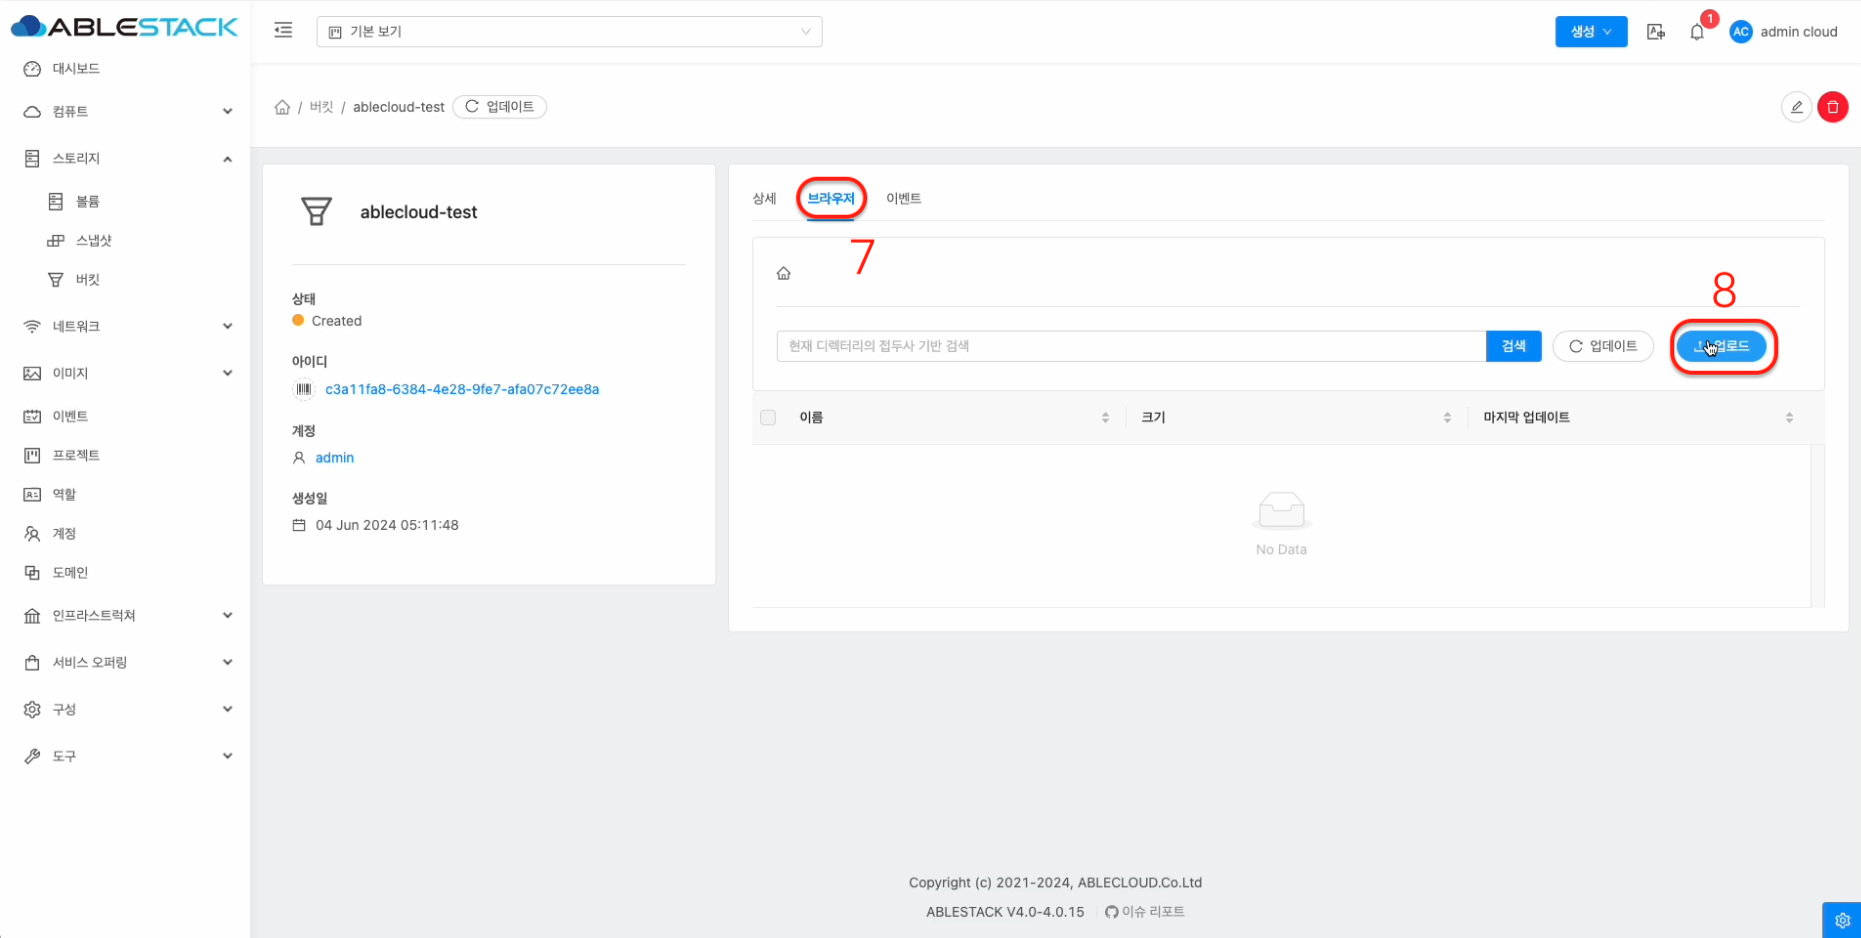 ABLESTACK
기본 보기
생성
1
AC
admin cloud
대시보드
컴퓨트
스토리지
볼륨
스냅샷
버킷
네트워크
이미지
이벤트
프로젝트
역할
계정
도메인
인프라스트럭쳐
서비스 오퍼링
구성
도구
/ 버킷 / ablecloud-test
업데이트
ablecloud-test
상태
Created
아이디
c3a11fa8-6384-4e28-9fe7-afa07c72ee8a
계정
admin
생성일
04 Jun 2024 05:11:48
상세
브라우저
이벤트
7
8
현재 디렉터리의 접두사 기반 검색
검색
업데이트
업로드
이름
크기
마지막 업데이트
No Data
Copyright (c) 2021-2024, ABLECLOUD.Co.Ltd
ABLESTACK V4.0-4.0.15
이슈 리포트